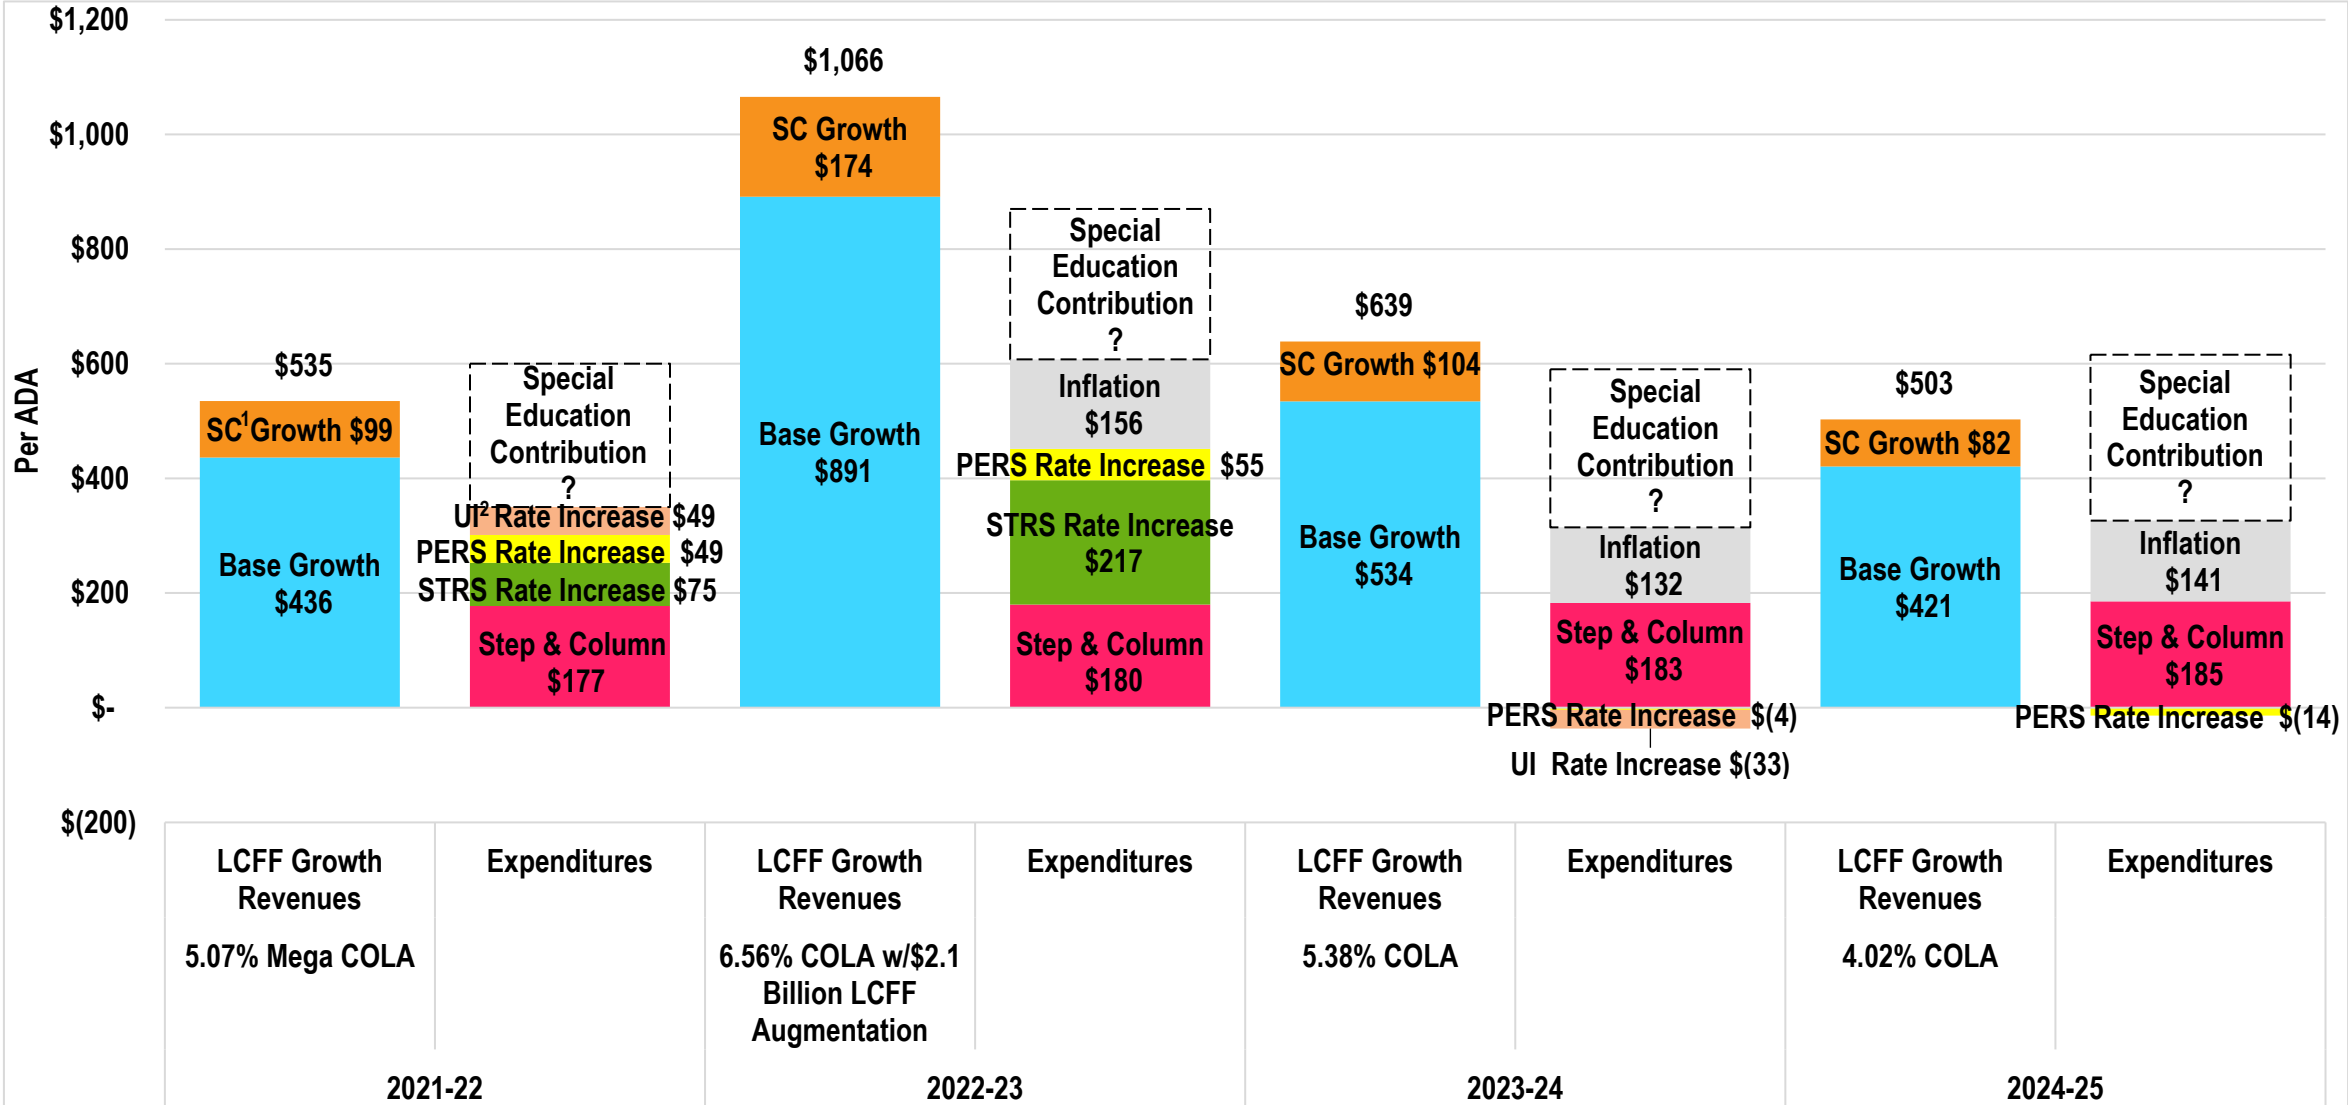 Per ADA
$1,200
$1,000
$800
$600
$400
$200
$-
$(200)
$535
SC¹Growth $99
Base Growth
$436
Special
Education
Contribution
?
UI² Rate Increase $49
PERS Rate Increase $49
STRS Rate Increase $75
Step & Column
$177
$1,066
SC Growth
$174
Base Growth
$891
Special
Education
Contribution
?
Inflation
$156
PERS Rate Increase $55
STRS Rate Increase
$217
Step & Column
$180
$639
SC Growth $104
Base Growth
$534
Special
Education
Contribution
?
Inflation
$132
Step & Column
$183
PERS Rate Increase $(4)
UI Rate Increase $(33)
$503
SC Growth $82
Base Growth
$421
Special
Education
Contribution
?
Inflation
$141
Step & Column
$185
PERS Rate Increase $(14)
LCFF Growth
Revenues
5.07% Mega COLA
Expenditures
2021-22
LCFF Growth
Revenues
6.56% COLA w/$2.1
Billion LCFF
Augmentation
Expenditures
2022-23
LCFF Growth
Revenues
5.38% COLA
Expenditures
2023-24
LCFF Growth
Revenues
4.02% COLA
Expenditures
2024-25